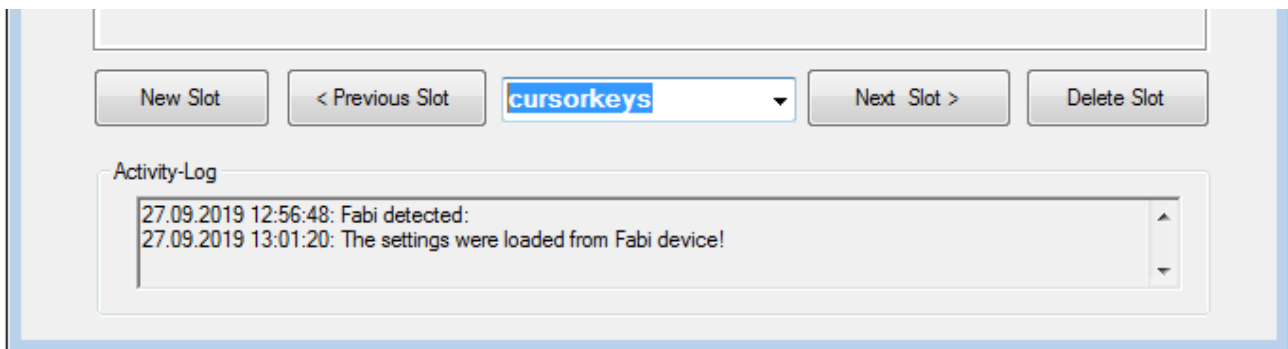 New Slot
< Previous Slot
cursorkeys
Next Slot >
Delete Slot
Activity-Log
27.09.2019 12:56:48: Fabi detected:
27.09.2019 13:01:20: The settings were loaded from Fabi device!